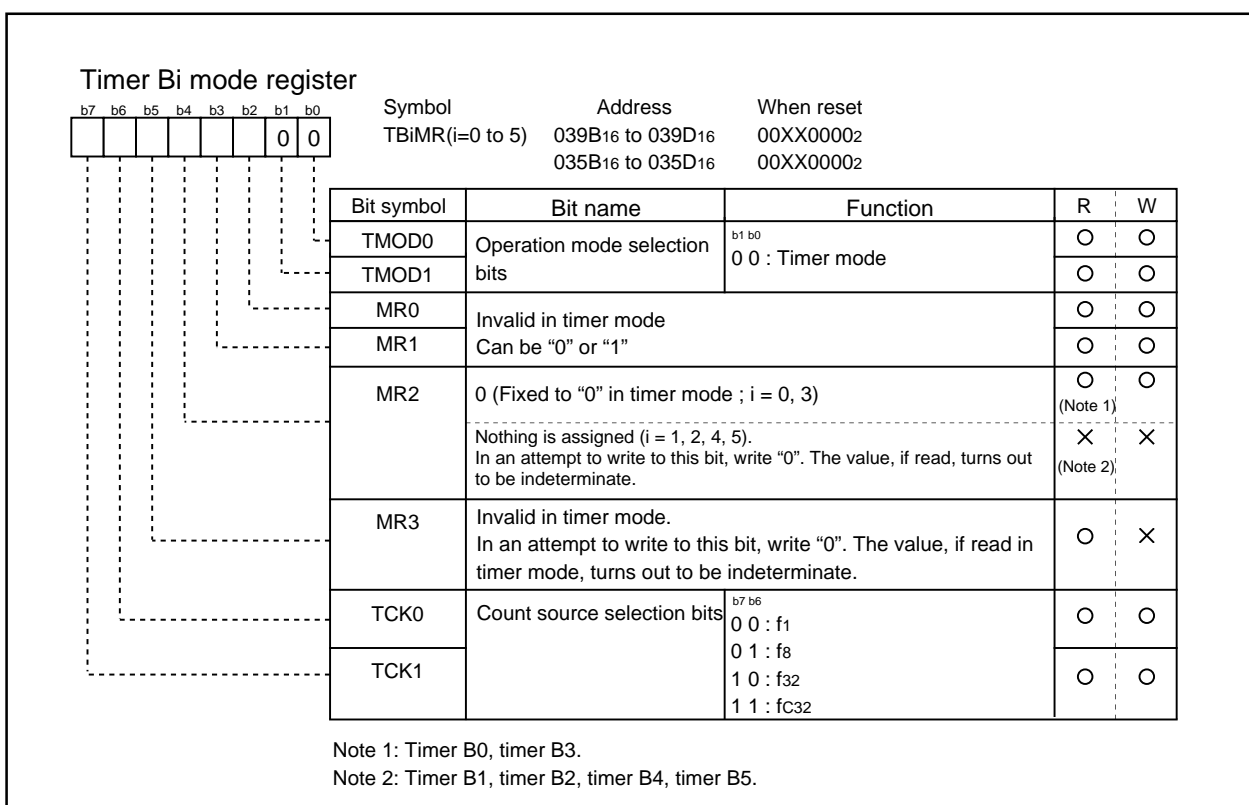 Timer Bi mode register
b7 b6 b5 b4 b3 b2 b1 b0
0 0
Symbol Address When reset
TBiMR(i=0 to 5) 039B16 to 039D16 00XX00002
035B16 to 035D16 00XX00002
Bit symbol Bit name Function R W
TMOD0 Operation mode selection bits b1 b0
0 0 : Timer mode
TMOD1
MR0 Invalid in timer mode
MR1 Can be “0” or “1”
MR2 0 (Fixed to “0” in timer mode ; i = 0, 3)
(Note 1)
Nothing is assigned (i = 1, 2, 4, 5).
In an attempt to write to this bit, write “0”. The value, if read, turns out
to be indeterminate.
(Note 2)
MR3 Invalid in timer mode.
In an attempt to write to this bit, write “0”. The value, if read in
timer mode, turns out to be indeterminate.
TCK0 Count source selection bits b7 b6
0 0 : f1
0 1 : f8
TCK1 1 0 : f32
1 1 : fC32
Note 1: Timer B0, timer B3.
Note 2: Timer B1, timer B2, timer B4, timer B5.